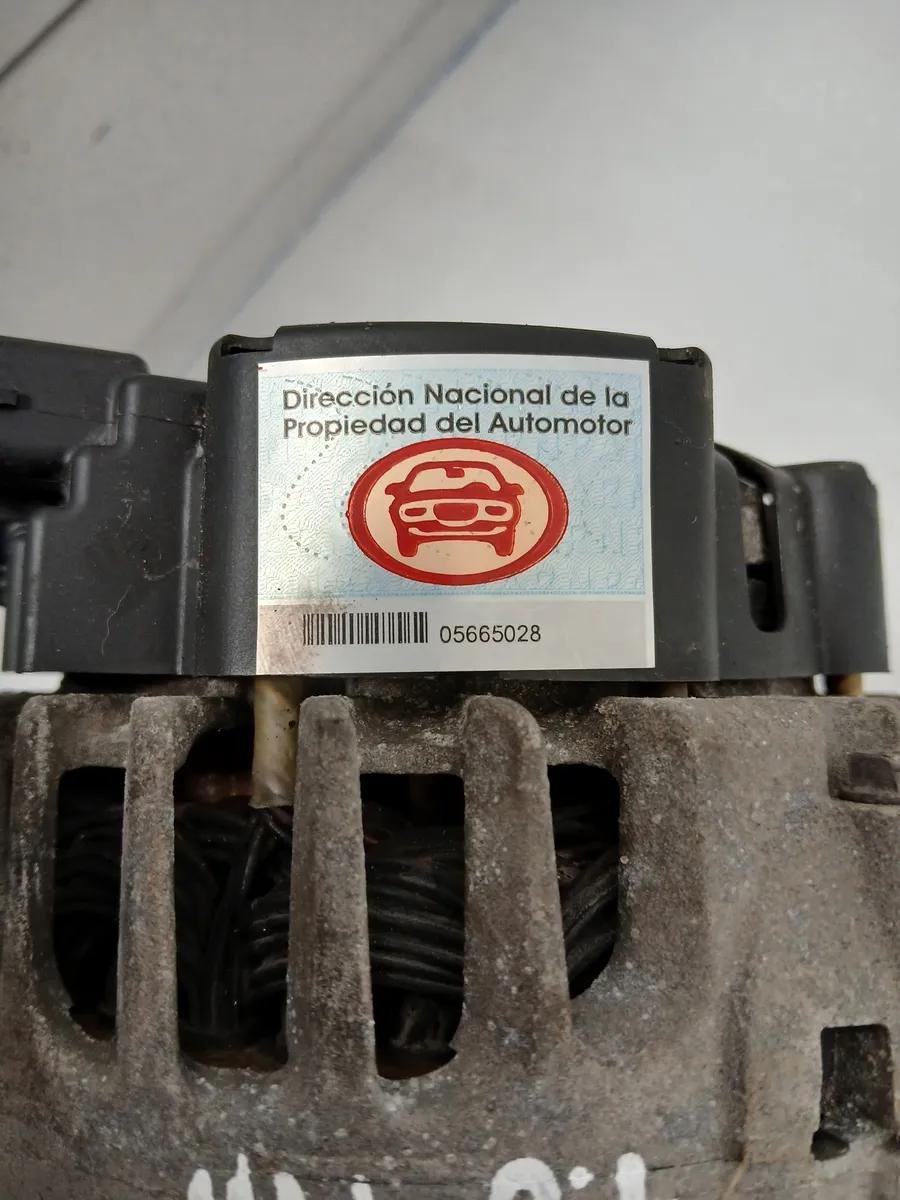 Dirección Nacional de la
Propiedad del Automotor
05665028